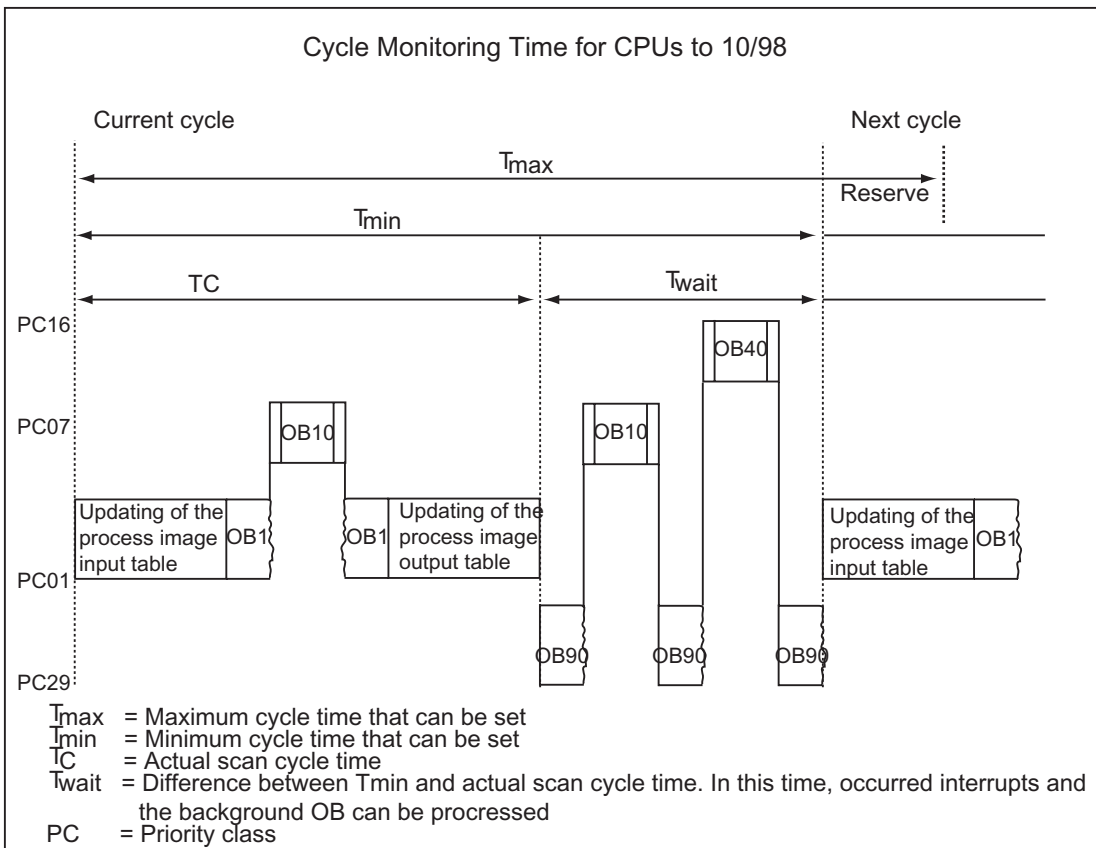 Cycle Monitoring Time for CPUs to 10/98
Current cycle
Next cycle
Tmax
Reserve
Tmin
TC
Twait
PC16
OB40
PC07
OB10
OB10
Updating of the
process image
input table
OB1
OB1
Updating of the
process image
output table
Updating of the
process image
input table
OB1
PC01
OB90
OB90
OB90
PC29
Tmax = Maximum cycle time that can be set
Tmin = Minimum cycle time that can be set
TC = Actual scan cycle time
Twait = Difference between Tmin and actual scan cycle time. In this time, occurred interrupts and
the background OB can be procressed
PC = Priority class